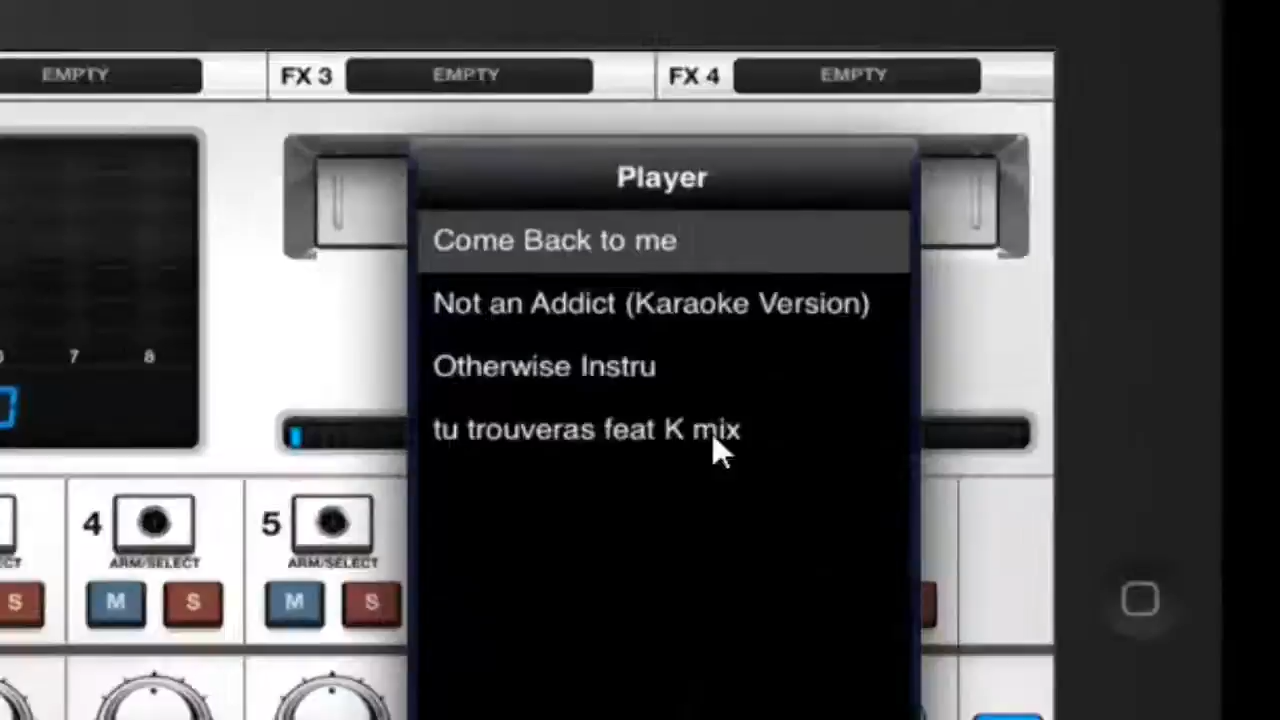 EMPTY FX 3 EMPTY FX 4 EMPTY
Player
Come Back to me
Not an Addict (Karaoke Version)
Otherwise Instru
tu trouveras feat K mix
7 8
4 5
ARM/SELECT ARM/SELECT
S M S M S